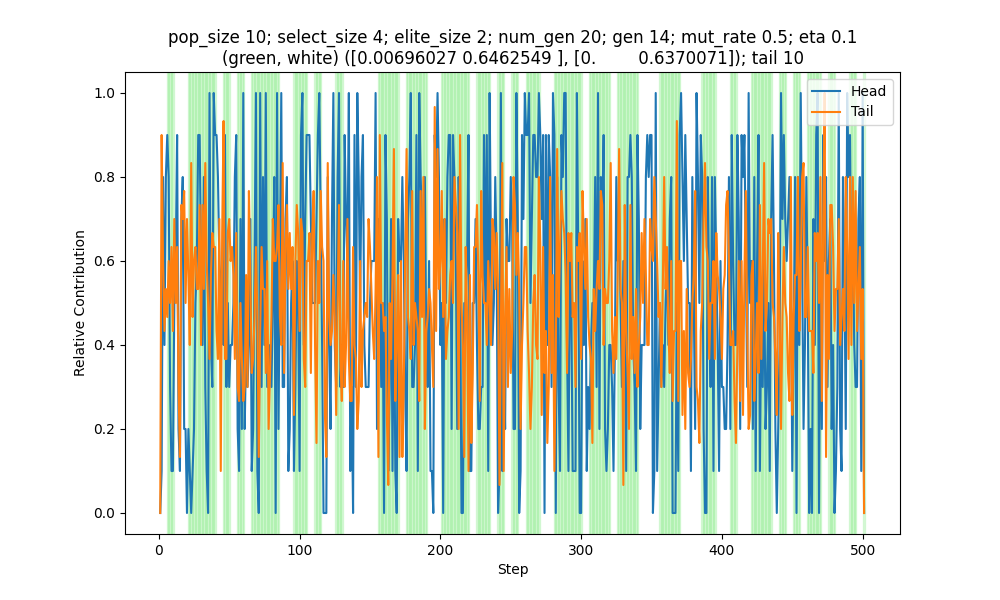 pop_size 10; select_size 4; elite_size 2; num_gen 20; gen 14; mut_rate 0.5; eta 0.1
(green, white) ([0.00696027 0.6462549 ], [0.         0.6370071]); tail 10
Head
Tail
Relative Contribution
1.0
0.8
0.6
0.4
0.2
0.0
0 100 200 300 400 500
Step